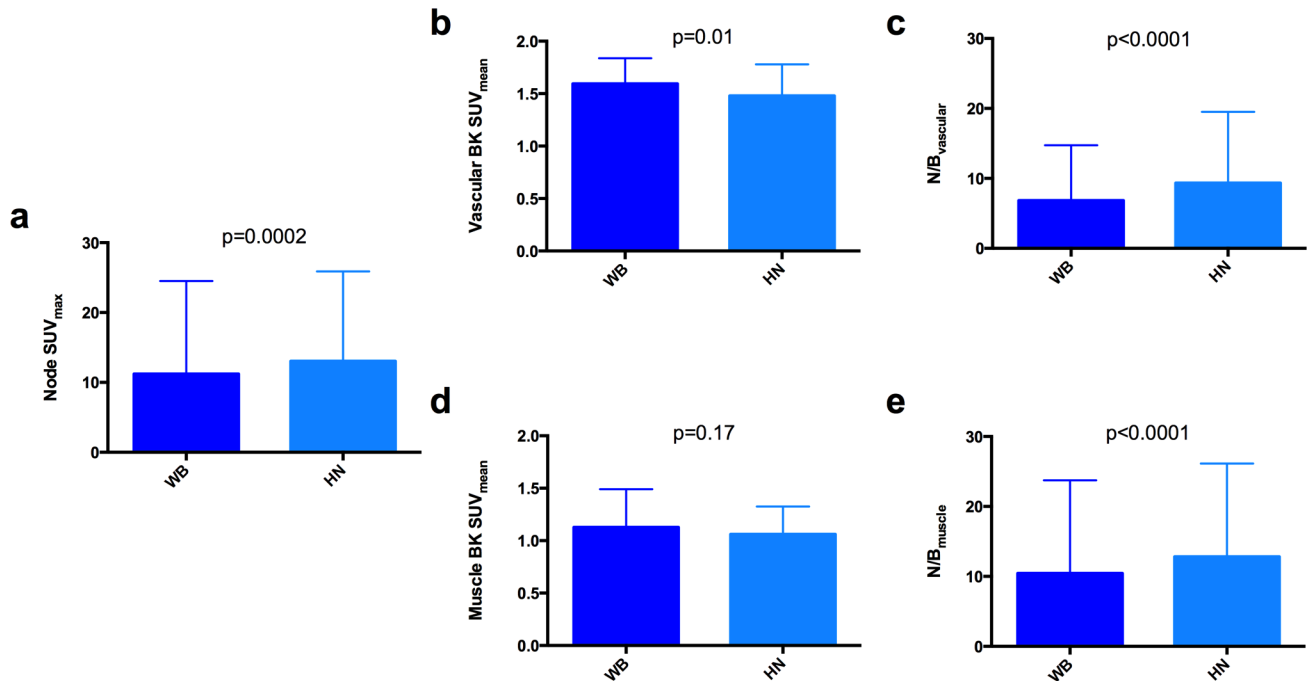 a
p=0.0002
Node SUVmax
30
20
10
0
WB
HN
b
p=0.01
Vascular BK SUVmean
2.0
1.5
1.0
0.5
0.0
WB
HN
c
p<0.0001
N/Bvascular
30
20
10
0
WB
HN
d
p=0.17
Muscle BK SUVmean
2.0
1.5
1.0
0.5
0.0
WB
HN
e
p<0.0001
N/Bmuscle
30
20
10
0
WB
HN